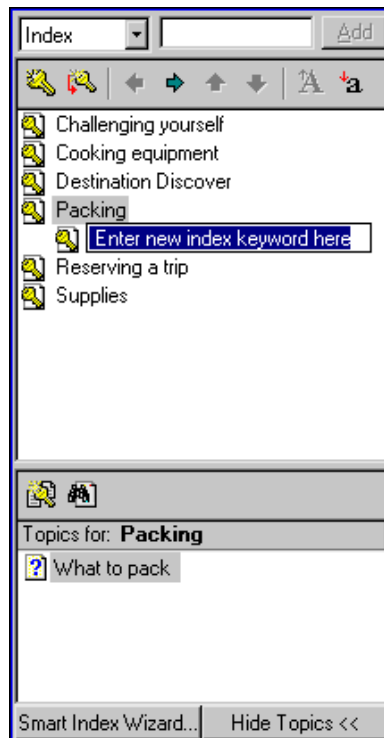 Index Add
Challenging yourself
Cooking equipment
Destination Discover
Packing
Enter new index keyword here
Reserving a trip
Supplies
Topics for: Packing
What to pack
Smart Index Wizard... Hide Topics <<